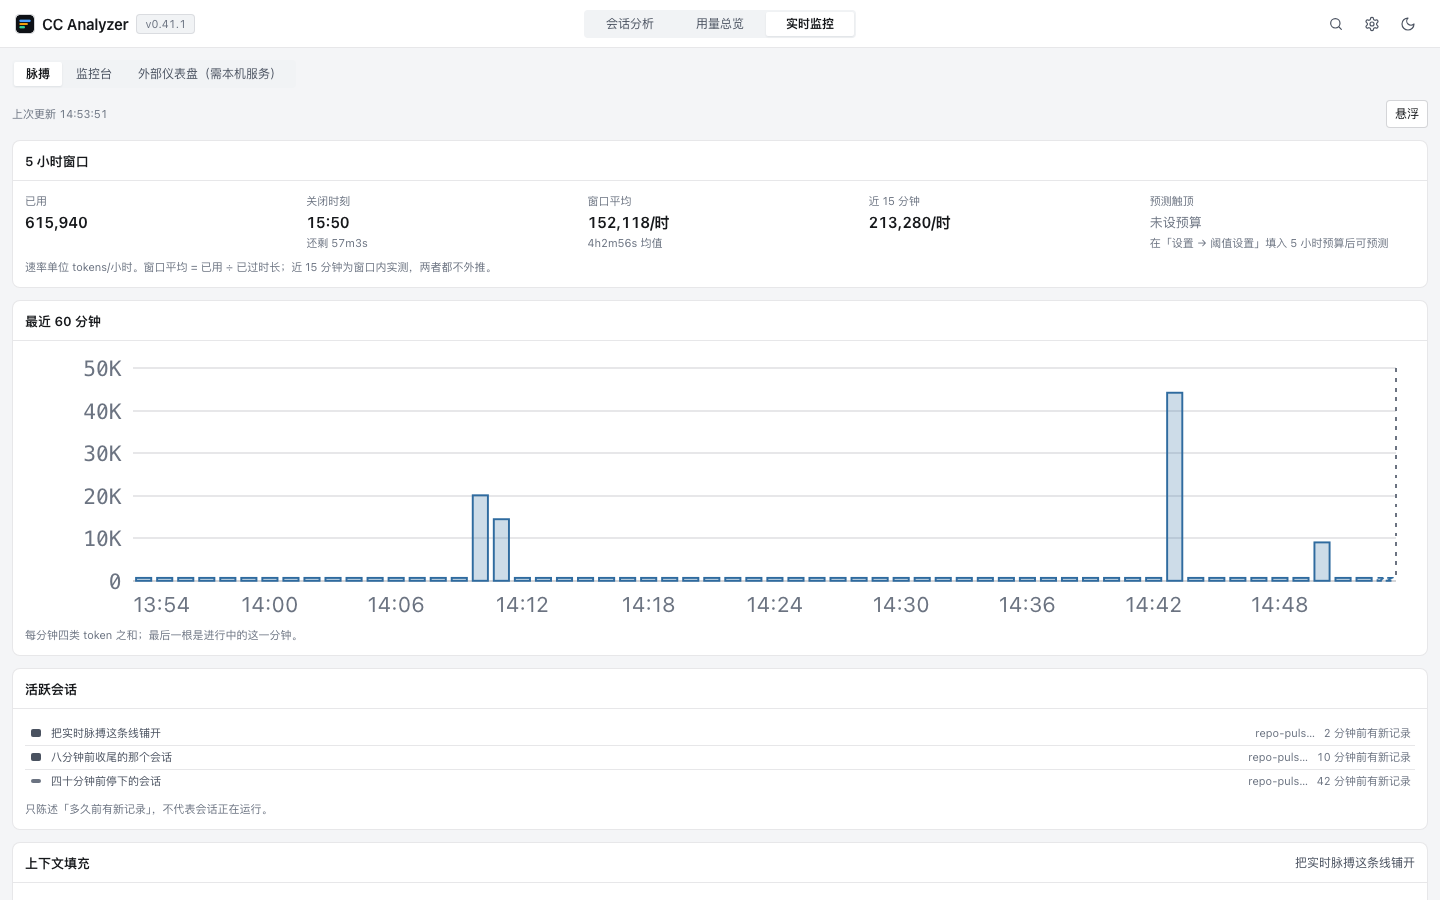 CC Analyzer v0.41.1 会话分析 用量总览 实时监控
脉搏 监控台 外部仪表盘（需本机服务）
上次更新 14:53:51 悬浮
5 小时窗口
已用 关闭时刻 窗口平均 近 15 分钟 预测触顶
615,940 15:50 152,118/时 213,280/时 未设预算
还剩 57m3s 4h2m56s 均值 在「设置 → 阈值设置」填入 5 小时预算后可预测
速率单位 tokens/小时。窗口平均 = 已用 ÷ 已过时长；近 15 分钟为窗口内实测，两者都不外推。
最近 60 分钟
50K
40K
30K
20K
10K
0
13:54 14:00 14:06 14:12 14:18 14:24 14:30 14:36 14:42 14:48
每分钟四类 token 之和；最后一根是进行中的这一分钟。
活跃会话
把实时脉搏这条线铺开 repo-puls... 2 分钟前有新记录
八分钟前收尾的那个会话 repo-puls... 10 分钟前有新记录
四十分钟前停下的会话 repo-puls... 42 分钟前有新记录
只陈述「多久前有新记录」，不代表会话正在运行。
上下文填充 把实时脉搏这条线铺开